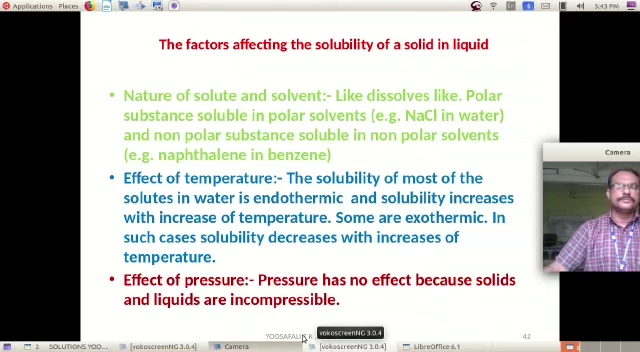 Applications Places
5:43 PM
The factors affecting the solubility of a solid in liquid
• Nature of solute and solvent:- Like dissolves like. Polar
substance soluble in polar solvents (e.g. NaCl in water)
and non polar substance soluble in non polar solvents
(e.g. naphthalene in benzene)
• Effect of temperature:- The solubility of most of the
solutes in water is endothermic and solubility increases
with increase of temperature. Some are exothermic. In
such cases solubility decreases with increases of
temperature.
• Effect of pressure:- Pressure has no effect because solids
and liquids are incompressible.
Camera
42
vokoscreenNG 3.0.4
2
SOLUTIONS YOO...
[vokoscreenNG 3.0.4]
Camera
[vokoscreenNG 3.0.4]
LibreOffice 6.1